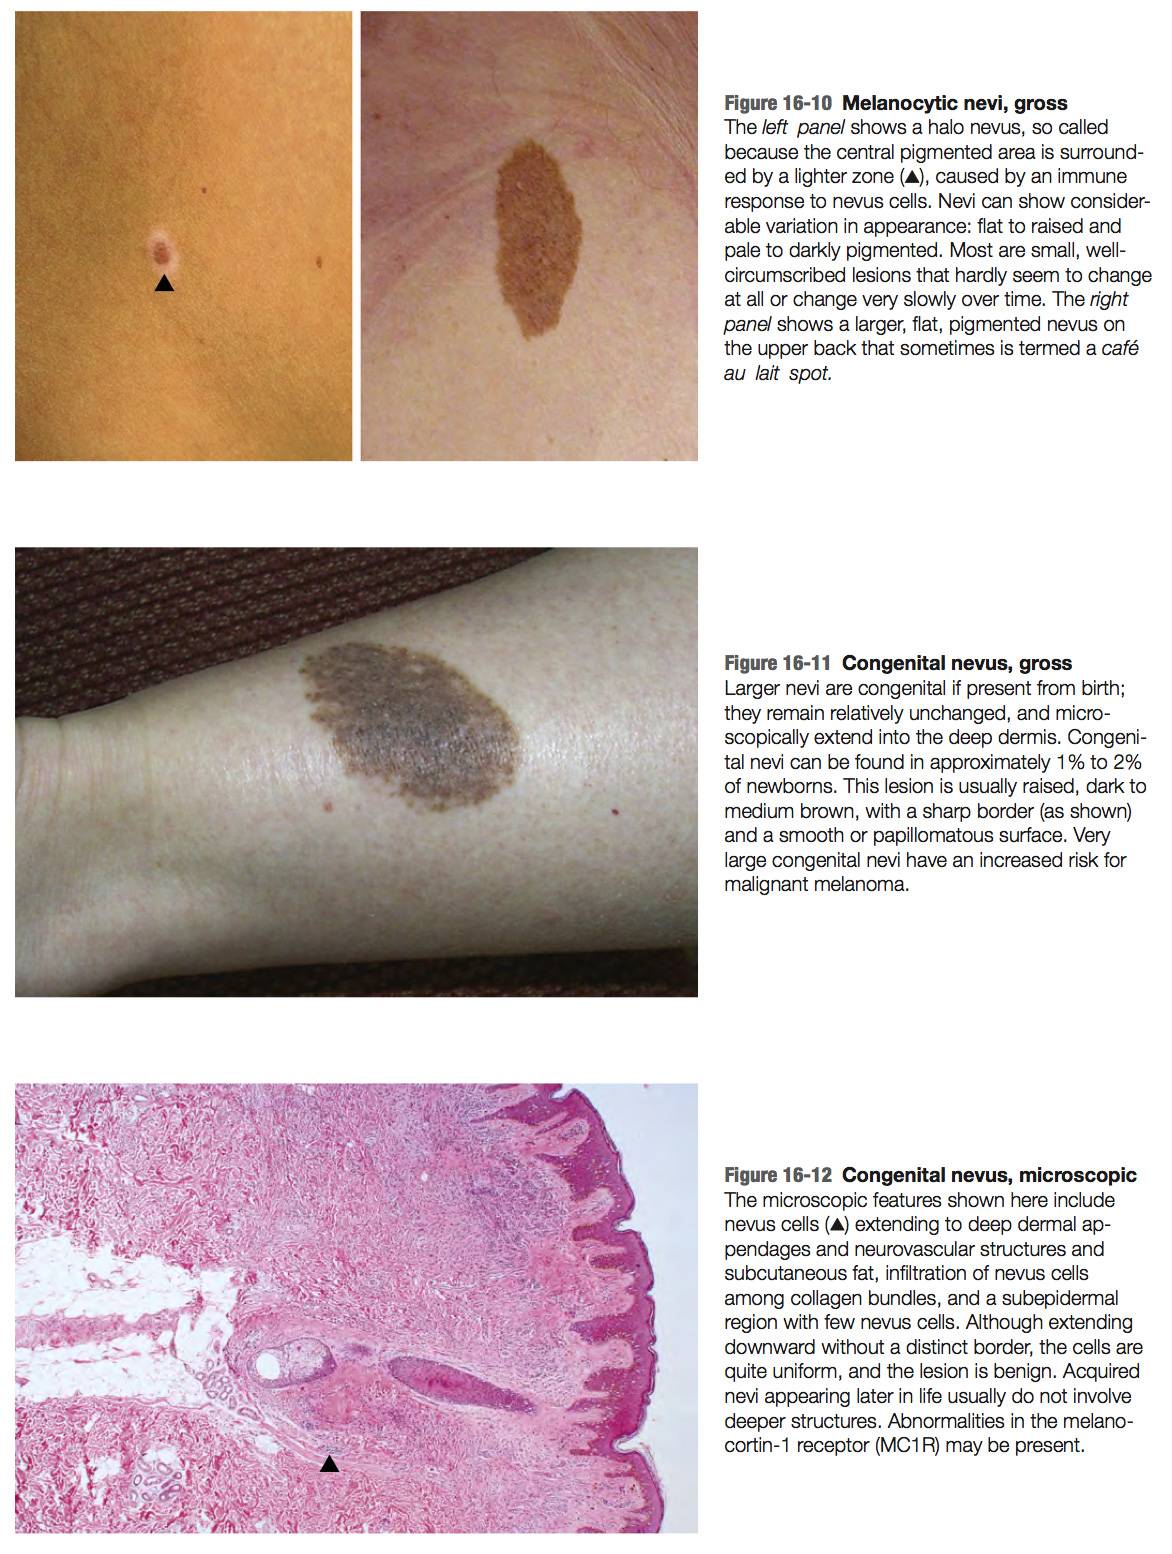 Figure 16-10 Melanocytic nevi, gross
The left panel shows a halo nevus, so called
because the central pigmented area is surround-
ed by a lighter zone (▲), caused by an immune
response to nevus cells. Nevi can show consider-
able variation in appearance: flat to raised and
pale to darkly pigmented. Most are small, well-
circumscribed lesions that hardly seem to change
at all or change very slowly over time. The right
panel shows a larger, flat, pigmented nevus on
the upper back that sometimes is termed a café
au lait spot.
Figure 16-11 Congenital nevus, gross
Larger nevi are congenital if present from birth;
they remain relatively unchanged, and micro-
scopically extend into the deep dermis. Congeni-
tal nevi can be found in approximately 1% to 2%
of newborns. This lesion is usually raised, dark to
medium brown, with a sharp border (as shown)
and a smooth or papillomatous surface. Very
large congenital nevi have an increased risk for
malignant melanoma.
Figure 16-12 Congenital nevus, microscopic
The microscopic features shown here include
nevus cells (▲) extending to deep dermal ap-
pendages and neurovascular structures and
subcutaneous fat, infiltration of nevus cells
among collagen bundles, and a subepidermal
region with few nevus cells. Although extending
downward without a distinct border, the cells are
quite uniform, and the lesion is benign. Acquired
nevi appearing later in life usually do not involve
deeper structures. Abnormalities in the melano-
cortin-1 receptor (MC1R) may be present.